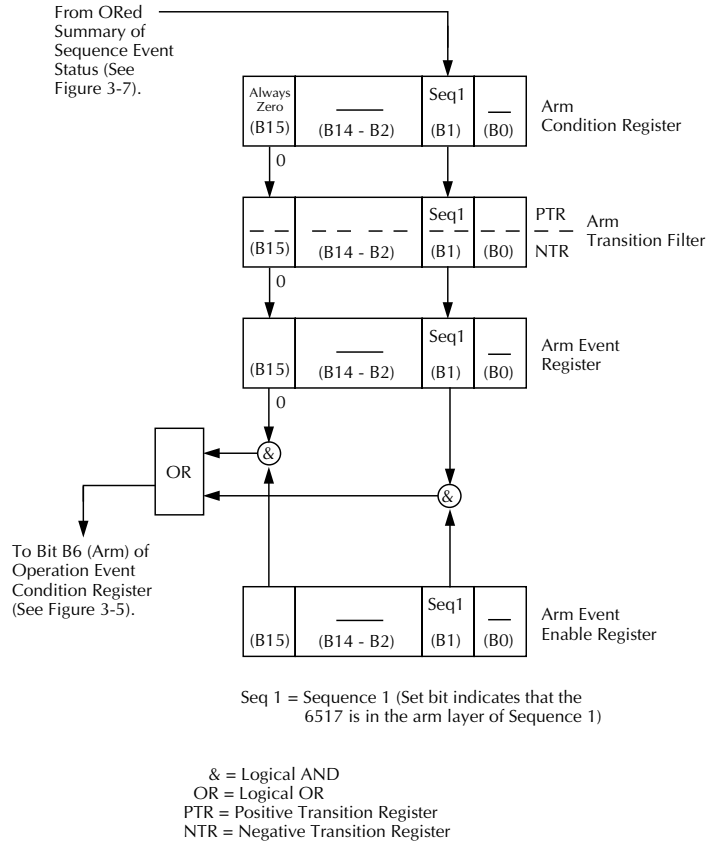 From ORed
Summary of
Sequence Event
Status (See
Figure 3-7).
Always
Zero
(B15)
(B14 - B2)
Seq1
(B1)
(B0)
Arm
Condition Register
0
(B15)
(B14 - B2)
Seq1
(B1)
(B0)
PTR
NTR
Arm
Transition Filter
0
(B15)
(B14 - B2)
Seq1
(B1)
(B0)
Arm Event
Register
0
&
OR
&
To Bit B6 (Arm) of
Operation Event
Condition Register
(See Figure 3-5).
(B15)
(B14 - B2)
Seq1
(B1)
(B0)
Arm Event
Enable Register
Seq 1 = Sequence 1 (Set bit indicates that the
6517 is in the arm layer of Sequence 1)
& = Logical AND
OR = Logical OR
PTR = Positive Transition Register
NTR = Negative Transition Register